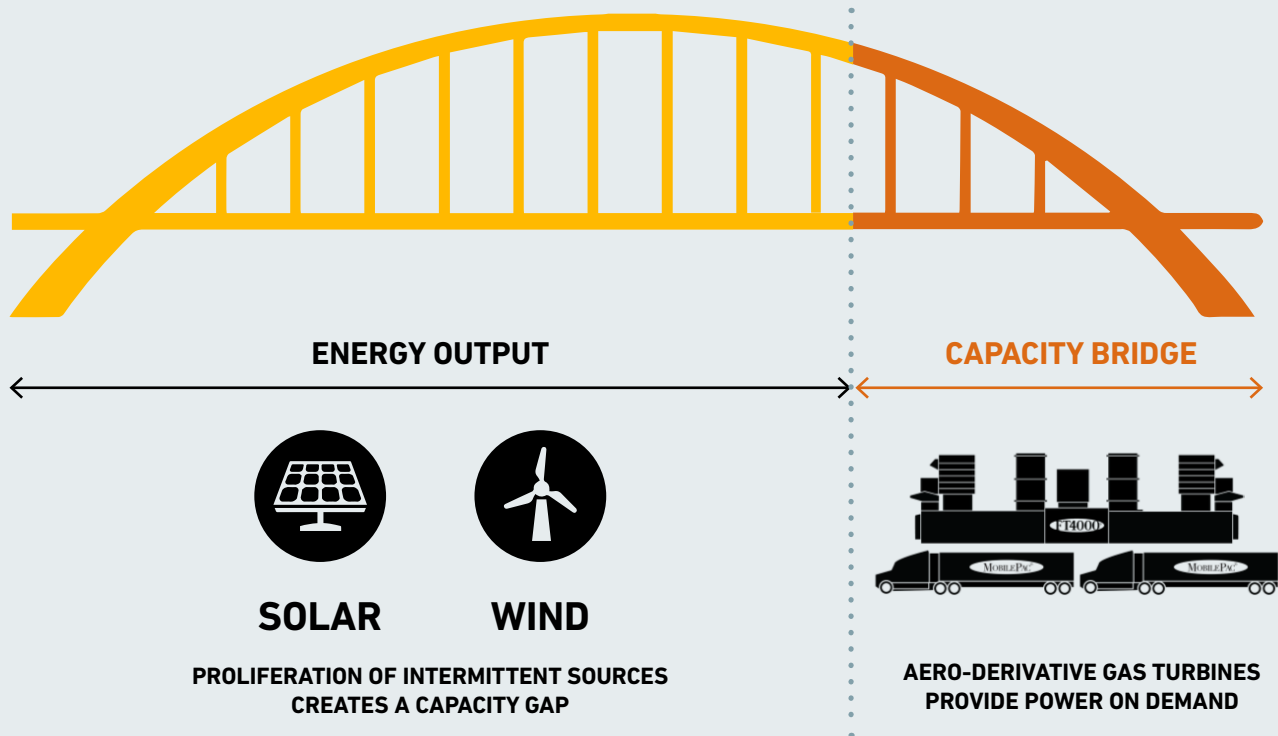 ENERGY OUTPUT
CAPACITY BRIDGE
SOLAR
WIND
PROLIFERATION OF INTERMITTENT SOURCES
CREATES A CAPACITY GAP
FT4000
MOBILEPAC
MOBILEPAC
AERO-DERIVATIVE GAS TURBINES
PROVIDE POWER ON DEMAND